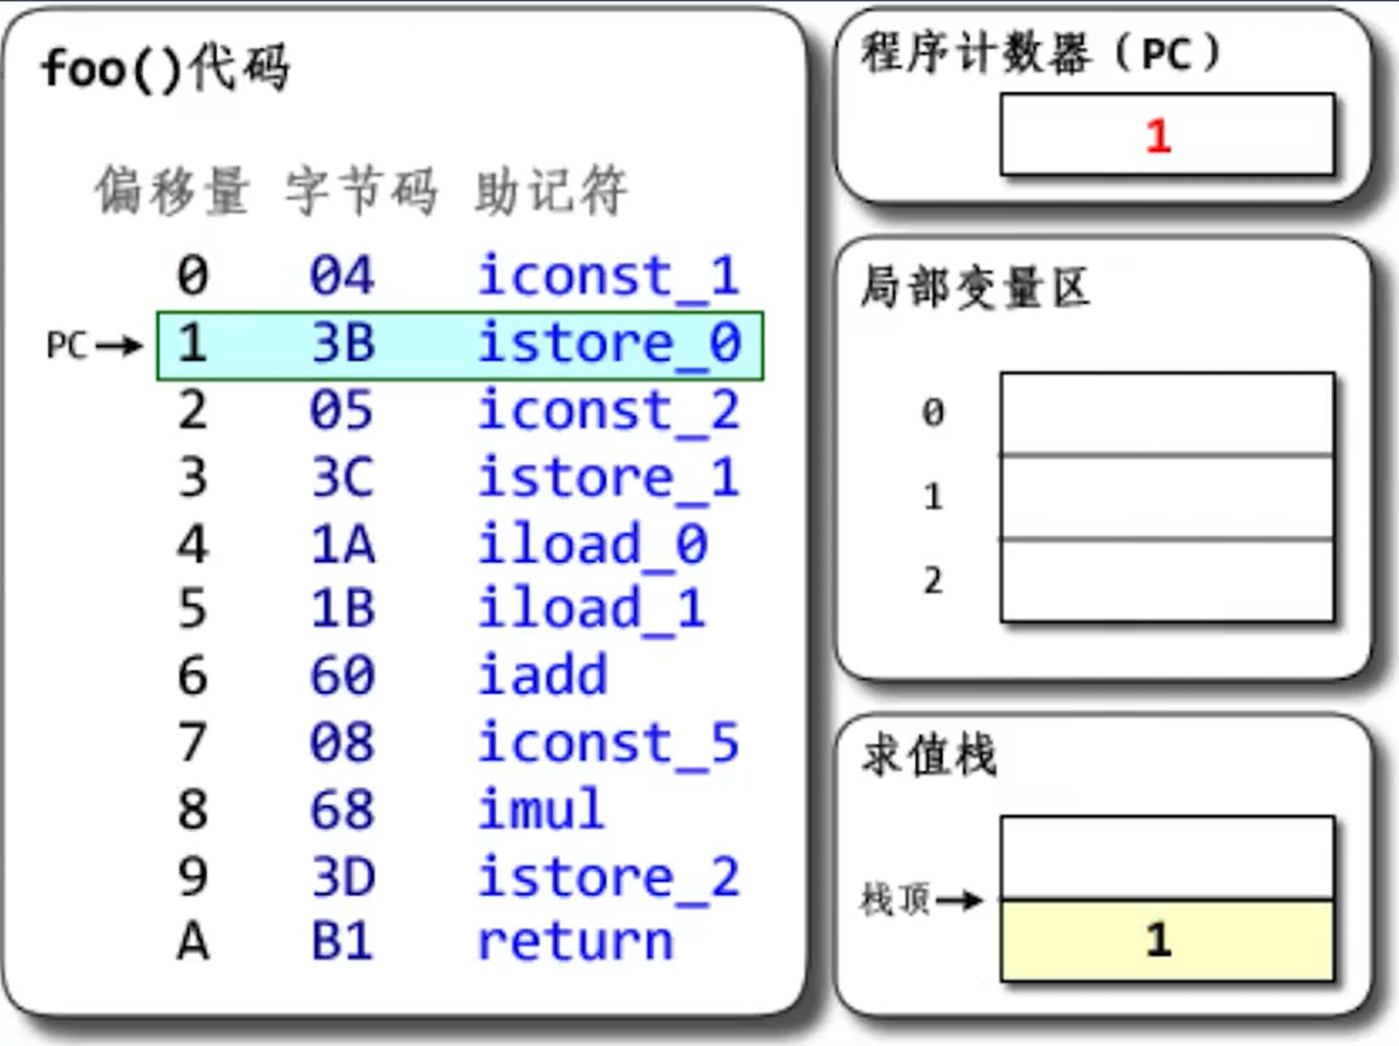 foo()代码
偏移量 字节码 助记符
0 04 iconst_1
PC→ 1 3B istore_0
2 05 iconst_2
3 3C istore_1
4 1A iload_0
5 1B iload_1
6 60 iadd
7 08 iconst_5
8 68 imul
9 3D istore_2
A B1 return
程序计数器（PC）
1
局部变量区
0
1
2
求值栈
栈顶→
1